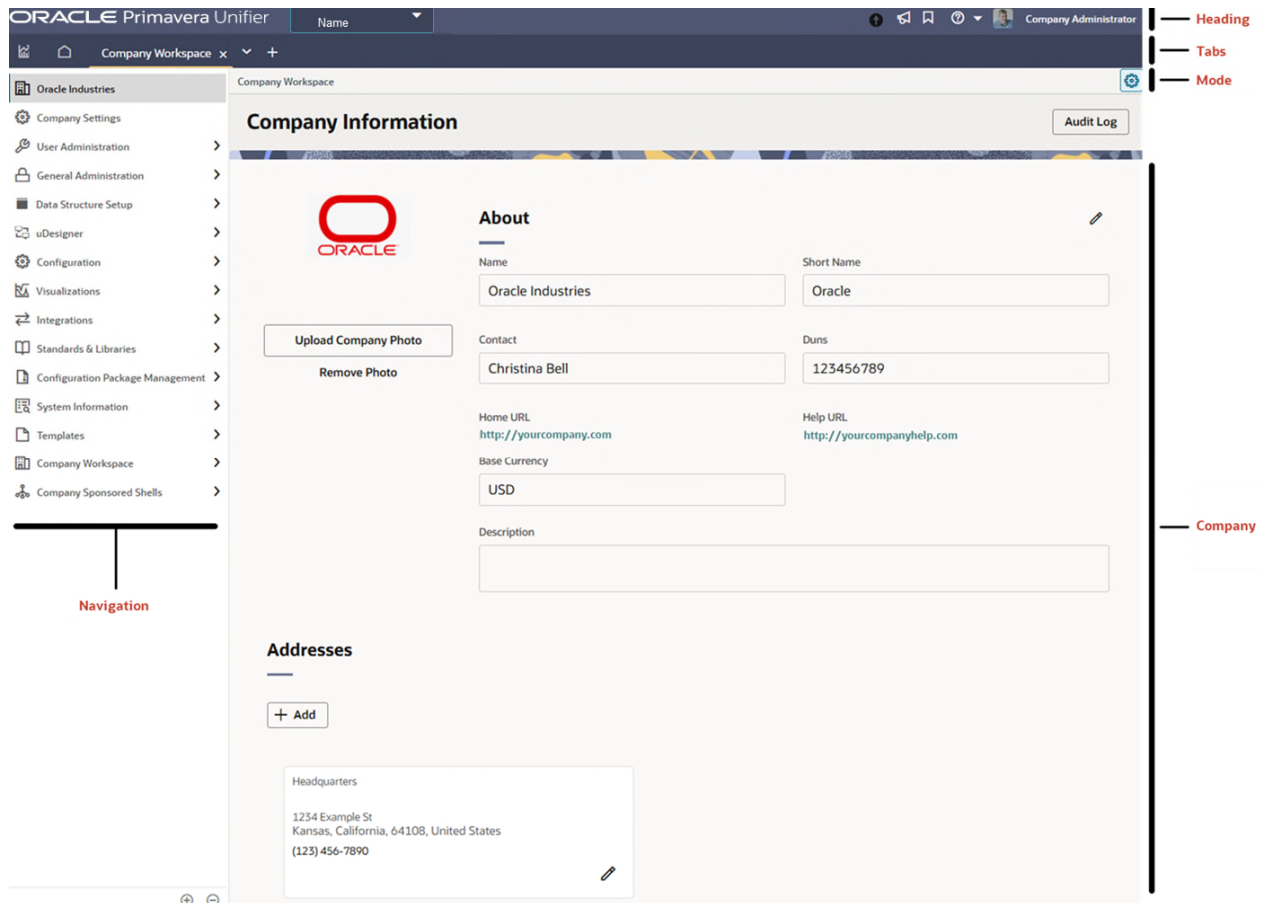 ORACLE Primavera Unifier
Name
Company Administrator
Heading
Company Workspace x
Tabs
Oracle Industries
Company Workspace
Mode
Company Settings
User Administration
General Administration
Data Structure Setup
uDesigner
Configuration
Visualizations
Integrations
Standards & Libraries
Configuration Package Management
System Information
Templates
Company Workspace
Company Sponsored Shells
Navigation
Company Information
Audit Log
ORACLE
Upload Company Photo
Remove Photo
About
Name
Short Name
Oracle Industries
Oracle
Contact
Duns
Christina Bell
123456789
Home URL
Help URL
http://yourcompany.com
http://yourcompanyhelp.com
Base Currency
USD
Description
Company
Addresses
+ Add
Headquarters
1234 Example St
Kansas, California, 64108, United States
(123) 456-7890